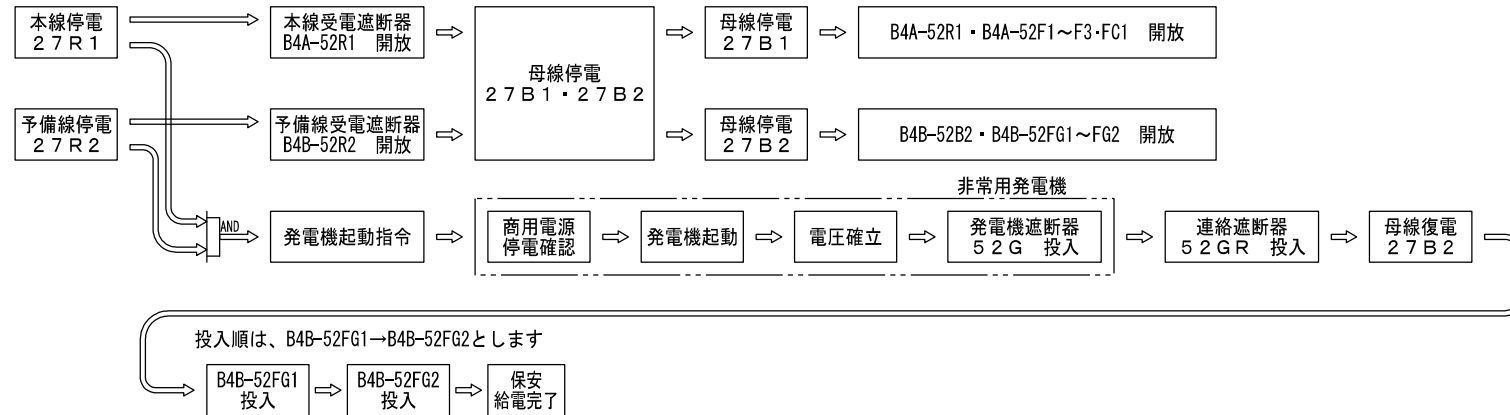 本線停電
２７Ｒ１
本線受電遮断器
B4A-52R1 開放
母線停電
２７Ｂ１・２７Ｂ２
母線停電
２７Ｂ１
B4A-52R1・B4A-52F1～F3・FC1 開放
予備線停電
２７Ｒ２
予備線受電遮断器
B4B-52R2 開放
母線停電
２７Ｂ２
B4B-52B2・B4B-52FG1～FG2 開放
非常用発電機
AND
発電機起動指令
商用電源
停電確認
発電機起動
電圧確立
発電機遮断器
５２Ｇ 投入
連絡遮断器
５２ＧＲ 投入
母線復電
２７Ｂ２
投入順は、B4B-52FG1→B4B-52FG2とします
B4B-52FG1
投入
B4B-52FG2
投入
保安
給電完了